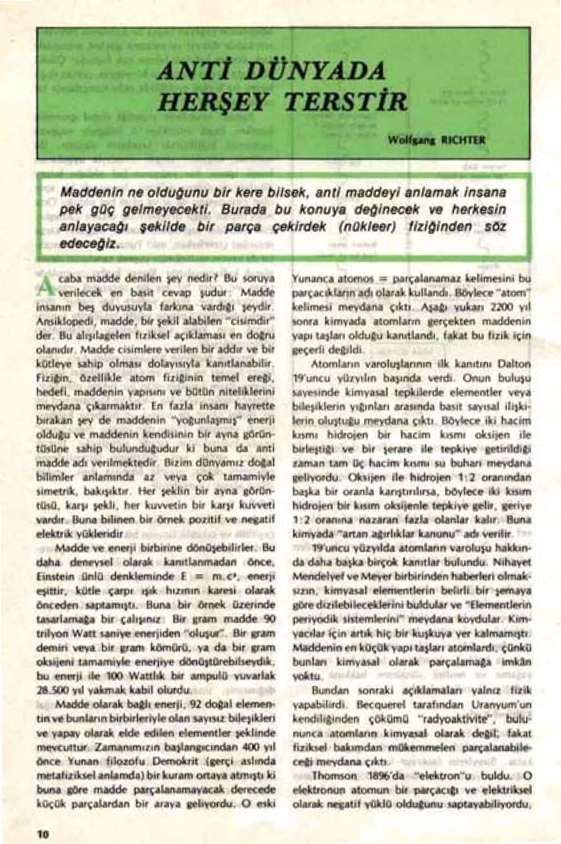 ANTİ DÜNYADA
HERŞEY TERSTİR
Wolfgang RICHTER
Maddenin ne olduğunu bir kere bilsek, anti maddeyi anlamak insana
pek güç gelmeyecekti. Burada bu konuya değinecek ve herkesin
anlayacağı şekilde bir parça çekirdek (nükleer) fiziğinden söz
edeceğiz.
Acaba madde denilen şey nedir? Bu soruya
verilecek en basit cevap şudur: Madde
insanın beş duyusuyla farkına vardığı şeydir.
Ansiklopedi, madde, bir şekil alabilen "cisimdir"
der. Bu alışılagelen fiziksel açıklaması en doğru
olanıdır. Madde cisimlere verilen bir addır ve bir
kütleye sahip olması dolayısıyla kanıtlanabilir.
Fiziğin, özellikle atom fiziğinin temel ereği,
hedefi, maddenin yapısını ve bütün niteliklerini
meydana çıkarmaktır. En fazla insanı hayrette
bırakan şey de maddenin "yoğunlaşmış" enerji
olduğu ve maddenin kendisinin bir ayna görün-
tüsüne sahip bulunduğudur ki buna da anti
madde adı verilmektedir. Bizim dünyamız doğal
bilimler anlamında az veya çok tamamiyle
simetrik, bakışıktır. Her şeklin bir ayna görün-
tüsü, karşı şekli, her kuvvetin bir karşı kuvveti
vardır. Buna bilinen bir örnek pozitif ve negatif
elektrik yükleridir.
Madde ve enerji birbirine dönüşebilirler. Bu
daha deneysel olarak kanıtlanmadan önce,
Einstein ünlü denkleminde E = m.c², enerji
eşittir, kütle çarpı ışık hızının karesi olarak
önceden saptamıştı. Buna bir örnek üzerinde
tasarlamağa bir çalışınız: Bir gram madde 90
trilyon Watt saniye enerjiden "oluşur". Bir gram
demiri veya bir gram kömürü, ya da bir gram
oksijeni tamamiyle enerjiye dönüştürebilseydik,
bu enerji ile 100 Wattlık bir ampulü yuvarlak
28.500 yıl yakmak kabil olurdu.
Madde olarak bağlı enerji, 92 doğal elemen-
tin ve bunların birbirleriyle olan sayısız bileşikleri
ve yapay olarak elde edilen elementler şeklinde
mevcuttur. Zamanımızın başlangıcından 400 yıl
önce Yunan filozofu Demokrit (gerçi aslında
metafiziksel anlamda) bir kuram ortaya atmıştı ki
buna göre madde parçalanamayacak derecede
küçük parçalardan bir araya geliyordu. O eski
Yunanca atomos = parçalanamaz kelimesini bu
parçacıkların adı olarak kullandı. Böylece "atom"
kelimesi meydana çıktı. Aşağı yukarı 2200 yıl
sonra kimyada atomların gerçekten maddenin
yapı taşları olduğu kanıtlandı, fakat bu fizik için
geçerli değildi.
Atomların varoluşlarının ilk kanıtını Dalton
19'uncu yüzyılın başında verdi. Onun buluşu
sayesinde kimyasal tepkilerde elementler veya
bileşiklerin yığınları arasında basit sayısal ilişki-
lerin oluştuğu meydana çıktı. Böylece iki hacim
kısmı hidrojen bir hacim kısmı oksijen ile
birleştiği ve bir şerare ile tepkiye getirildiği
zaman tam üç hacim kısmı su buharı meydana
geliyordu. Oksijen ile hidrojen 1:2 oranından
başka bir oranla karıştırılırsa, böylece iki kısım
hidrojen bir kısım oksijenle tepkiye gelir, geriye
1:2 oranına nazaran fazla olanlar kalır. Buna
kimyada "artan ağırlıklar kanunu" adı verilir.
19'uncu yüzyılda atomların varoluşu hakkın-
da daha başka birçok kanıtlar bulundu. Nihayet
Mendelyef ve Meyer birbirinden haberleri olmak-
sızın, kimyasal elementlerin belirli bir şemaya
göre dizilebileceklerini buldular ve "Elementlerin
periyodik sistemlerini" meydana koydular. Kim-
yacılar için artık hiç bir kuşkuya yer kalmamıştı.
Maddenin en küçük yapı taşları atomlardı, çünkü
bunları kimyasal olarak parçalamağa imkân
yoktu.
Bundan sonraki açıklamaları yalnız fizik
yapabilirdi. Becquerel tarafından Uranyum'un
kendiliğinden çökümü "radyoaktivite", bulu-
nunca atomların kimyasal olarak değil, fakat
fiziksel bakımdan mükemmelen parçalanabile-
ceği meydana çıktı.
Thomson 1896'da "elektron"u buldu. O
elektronun atomun bir parçacığı ve elektriksel
olarak negatif yüklü olduğunu saptayabiliyordu,
10